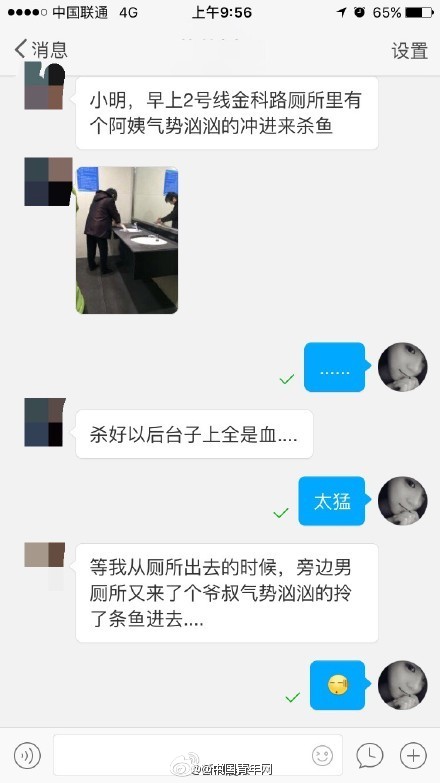 中国联通 4G 上午9:56 65%
消息 设置
小明，早上2号线金科路厕所里有
个阿姨气势汹汹的冲进来杀鱼
......
杀好以后台子上全是血....
太猛
等我从厕所出去的时候，旁边男
厕所又来了个爷叔气势汹汹的拎
了条鱼进去....
中国青年网